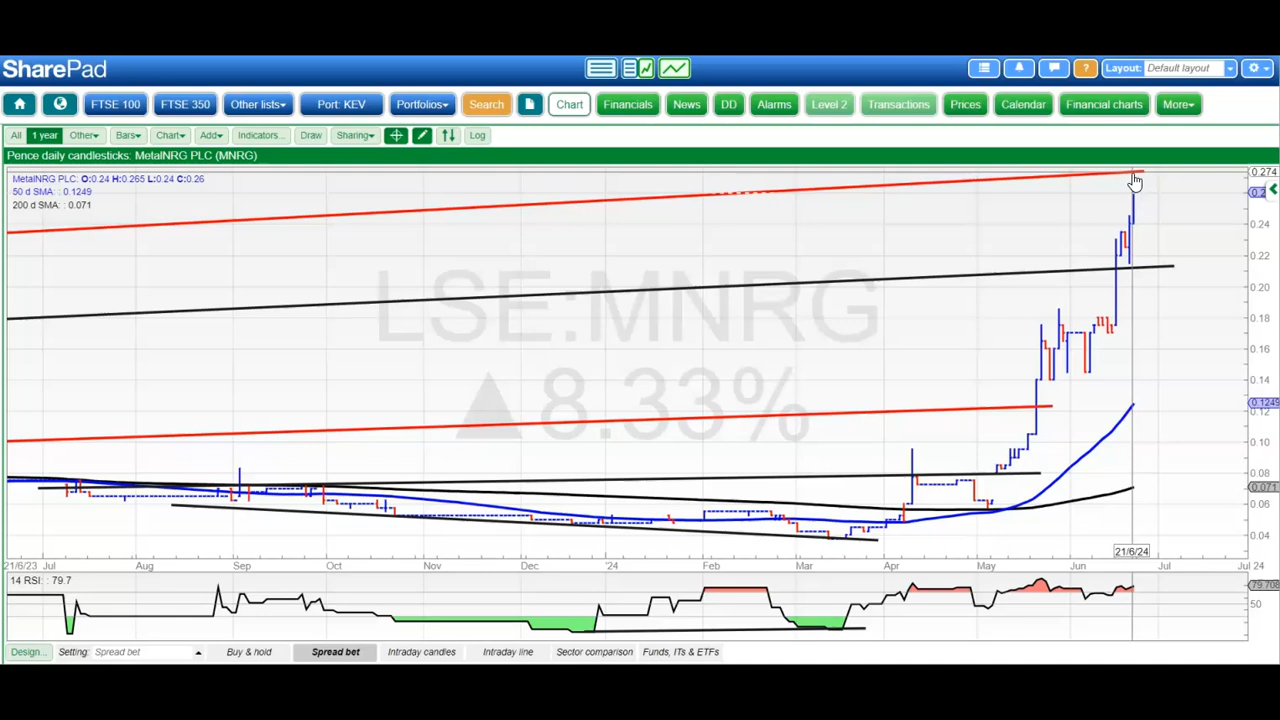 SharePad
Layout: Default layout
FTSE 100 FTSE 350 Other lists Port: KEV Portfolios Search Chart Financials News DD Alarms Level 2 Transactions Prices Calendar Financial charts More
All 1 year Other Bars Chart Add Indicators... Draw Sharing Log
Pence daily candlesticks: MetalNRG PLC (MNRG)
MetalNRG PLC: O:0.24 H:0.265 L:0.24 C:0.26
50 d SMA: : 0.1249
200 d SMA: : 0.071
LSE:MNRG
▲8.33%
0.274
0.24
0.22
0.20
0.18
0.16
0.14
0.1249
0.12
0.10
0.08
0.071
0.06
0.04
21/6/24
21/6/23 Jul Aug Sep Oct Nov Dec '24 Feb Mar Apr May Jun Jul Jul 24
14 RSI: : 79.7
79.708
50
Design... Setting: Spread bet Buy & hold Spread bet Intraday candles Intraday line Sector comparison Funds, ITs & ETFs